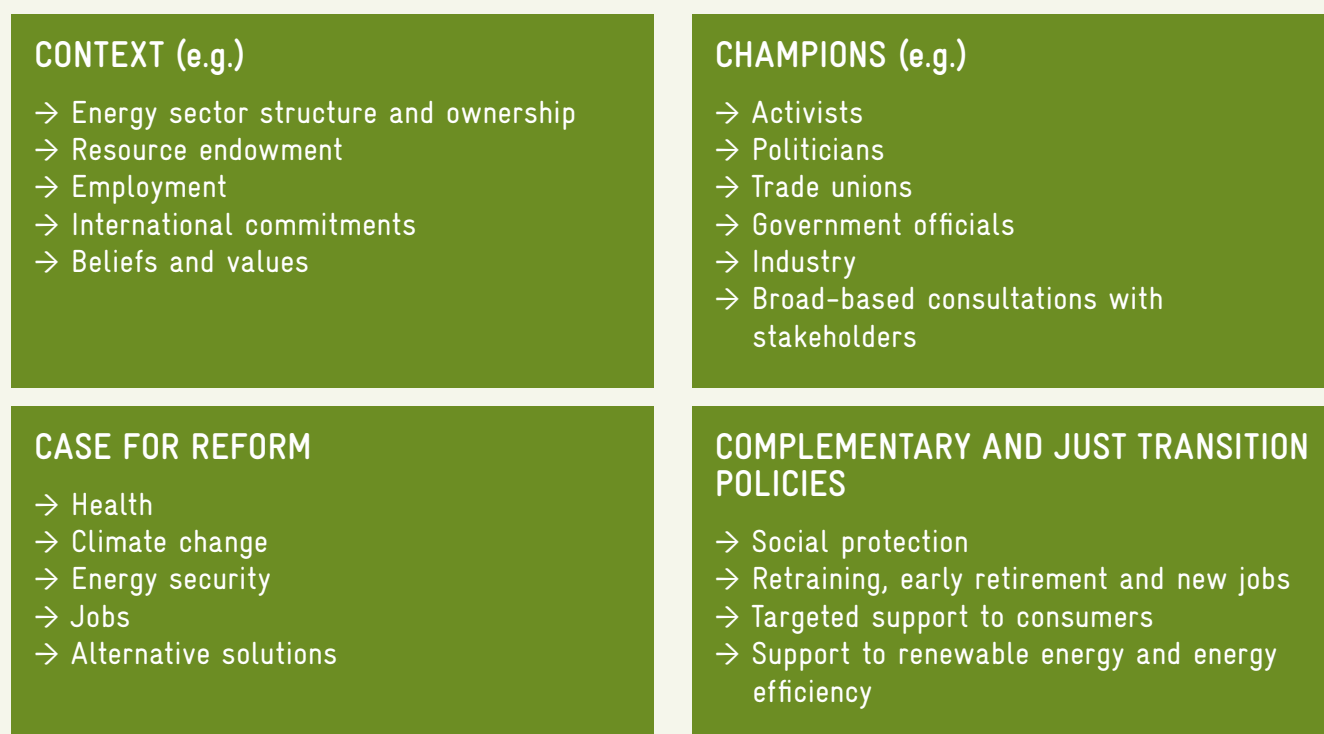 CONTEXT (e.g.)
→ Energy sector structure and ownership
→ Resource endowment
→ Employment
→ International commitments
→ Beliefs and values
CHAMPIONS (e.g.)
→ Activists
→ Politicians
→ Trade unions
→ Government officials
→ Industry
→ Broad-based consultations with
stakeholders
CASE FOR REFORM
→ Health
→ Climate change
→ Energy security
→ Jobs
→ Alternative solutions
COMPLEMENTARY AND JUST TRANSITION
POLICIES
→ Social protection
→ Retraining, early retirement and new jobs
→ Targeted support to consumers
→ Support to renewable energy and energy
efficiency